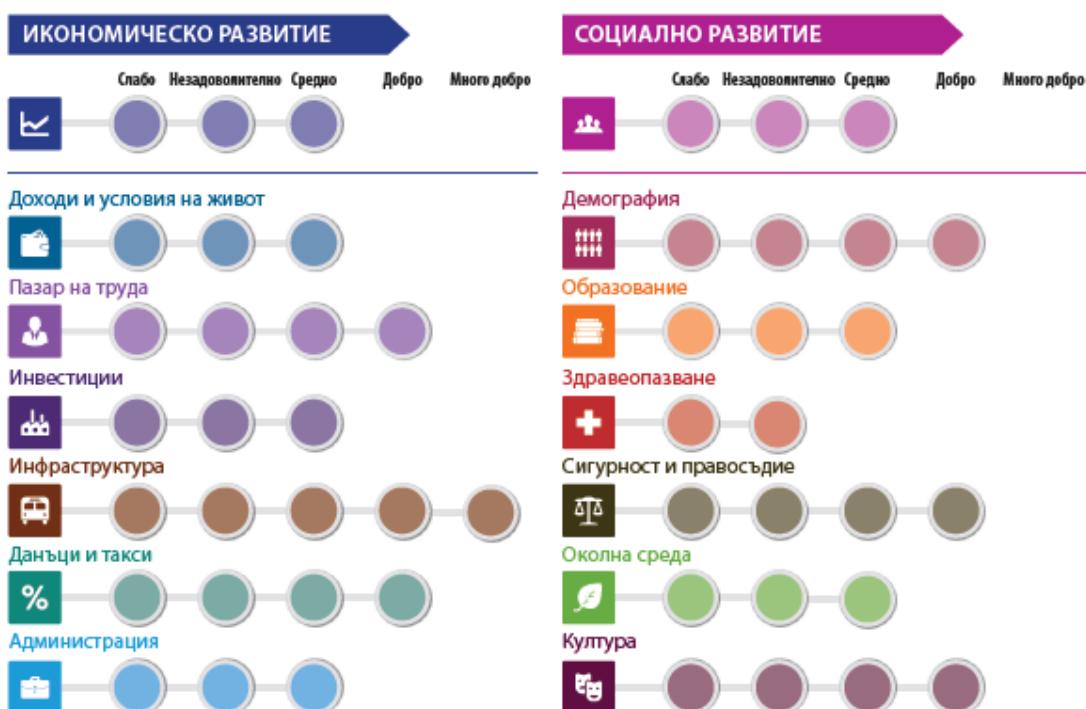 ИКОНОМИЧЕСКО РАЗВИТИЕ
Слабо Незадоволително Средно Добро Много добро
Доходи и условия на живот
Пазар на труда
Инвестиции
Инфраструктура
Данъци и такси
%
Администрация
СОЦИАЛНО РАЗВИТИЕ
Слабо Незадоволително Средно Добро Много добро
Демография
Образование
Здравеопазване
Сигурност и правосъдие
Околна среда
Култура